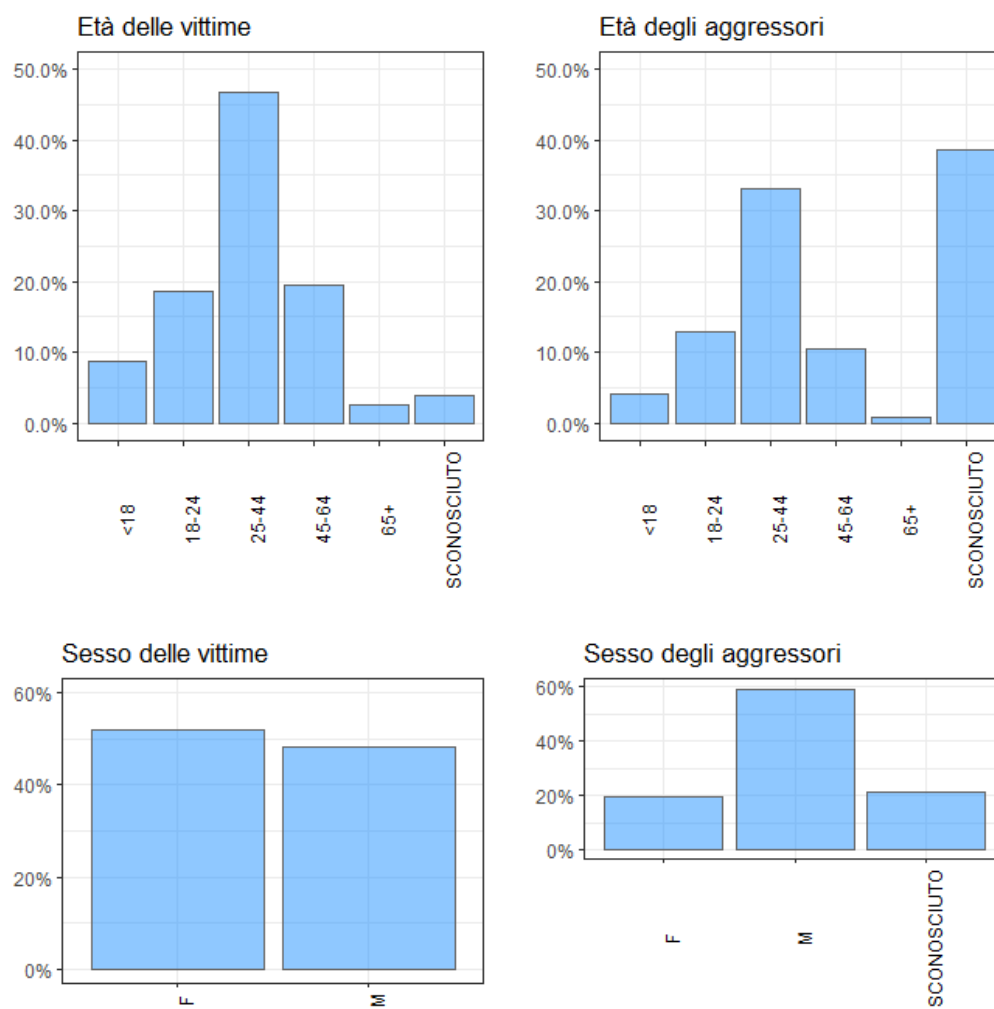 Età delle vittime
50.0%
40.0%
30.0%
20.0%
10.0%
0.0%
<18
18-24
25-44
45-64
65+
SCONOSCIUTO
Età degli aggressori
50.0%
40.0%
30.0%
20.0%
10.0%
0.0%
<18
18-24
25-44
45-64
65+
SCONOSCIUTO
Sesso delle vittime
60%
40%
20%
0%
F
M
Sesso degli aggressori
60%
40%
20%
0%
F
M
SCONOSCIUTO